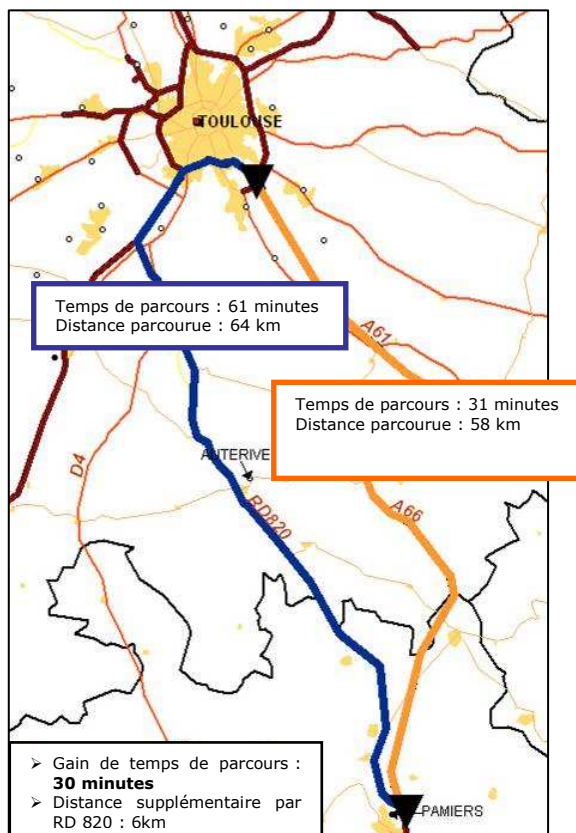 TOULOUSE
Temps de parcours : 61 minutes
Distance parcourue : 64 km
A61
Temps de parcours : 31 minutes
Distance parcourue : 58 km
AUTERIVE
D4
RD820
A66
➢ Gain de temps de parcours :
30 minutes
➢ Distance supplémentaire par
RD 820 : 6km
PAMIERS